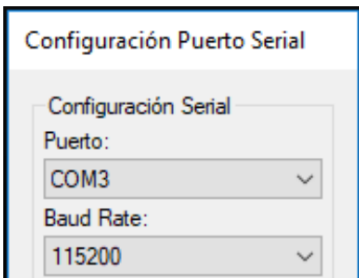 Configuración Puerto Serial
Configuración Serial
Puerto:
COM3
Baud Rate:
115200